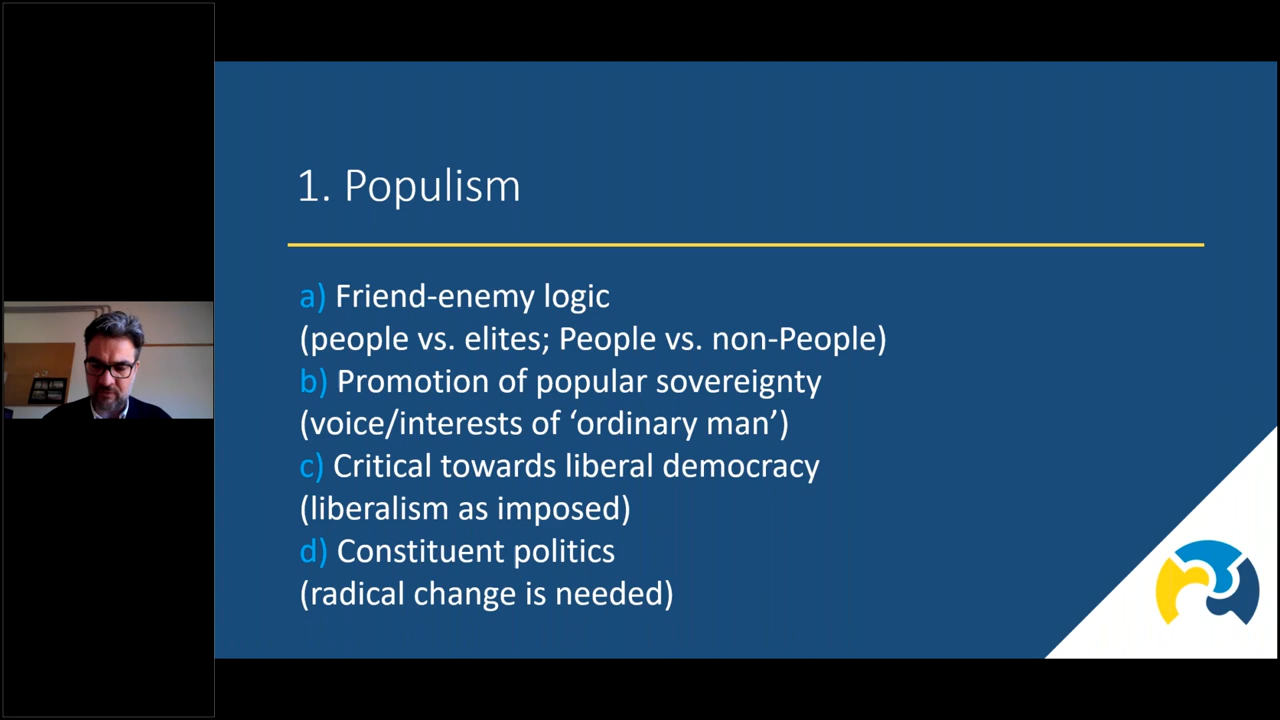 1. Populism
a) Friend-enemy logic
(people vs. elites; People vs. non-People)
b) Promotion of popular sovereignty
(voice/interests of ‘ordinary man’)
c) Critical towards liberal democracy
(liberalism as imposed)
d) Constituent politics
(radical change is needed)